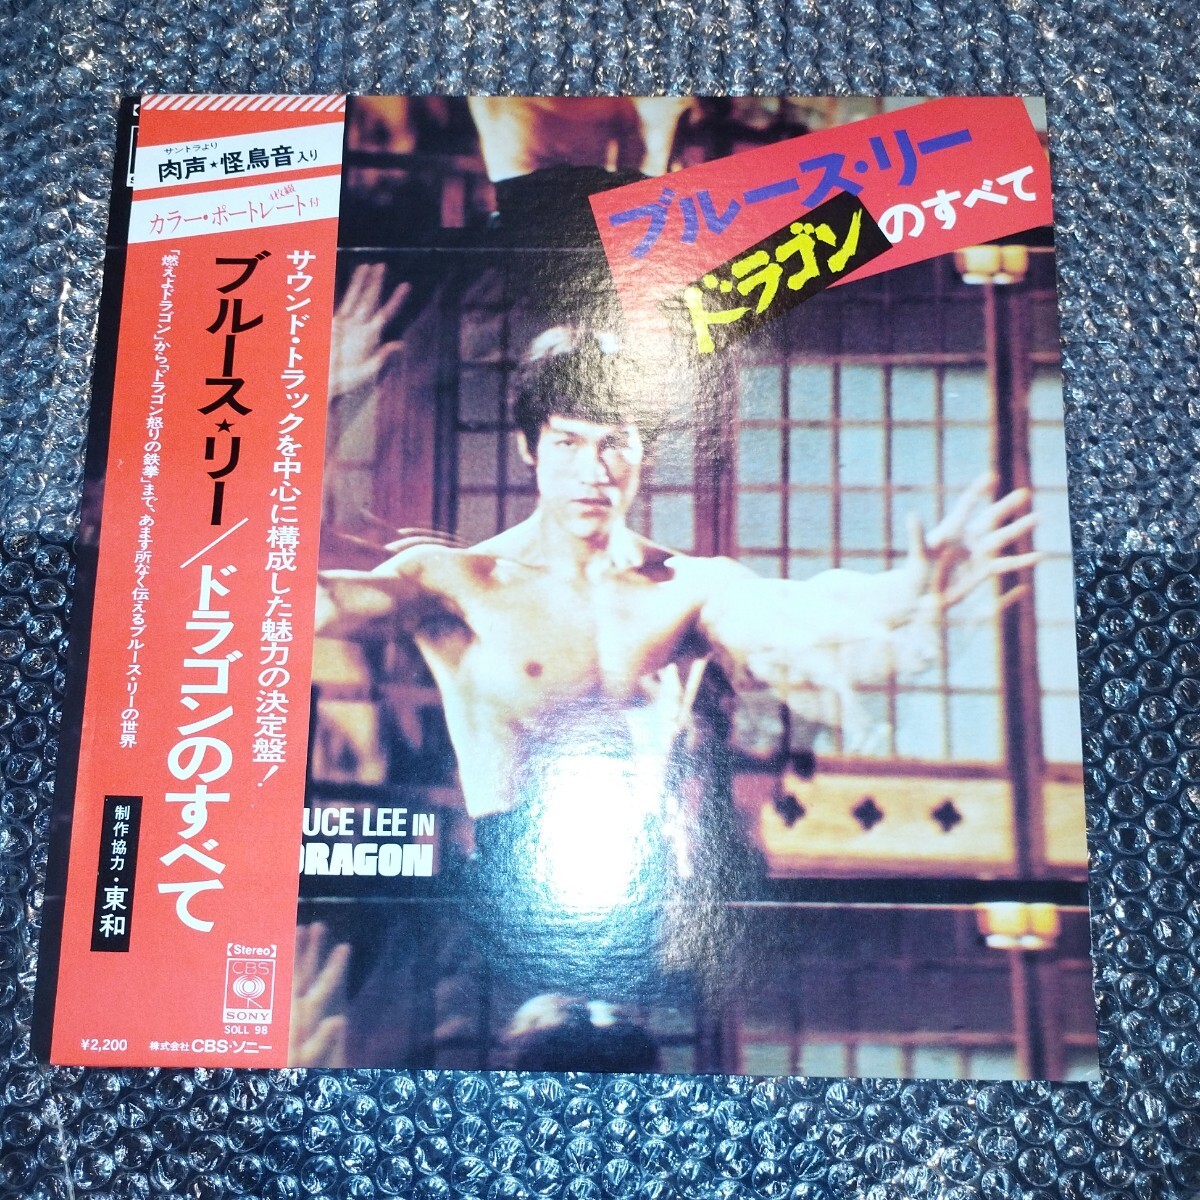 サントラより
肉声★怪鳥音入り
4枚組
カラー・ポートレート付
サウンド・トラックを中心に構成した魅力の決定盤!
ブルース★リー/ドラゴンのすべて
「燃えよドラゴン」から「ドラゴン怒りの鉄拳」まで、あます所なく伝えるブルース・リーの世界
制作協力・東和
【Stereo】
CBS
SONY
SOLL 98
¥2,200 株式会社CBS・ソニー
ブルース・リー
ドラゴンのすべて
UCE LEE IN
DRAGON